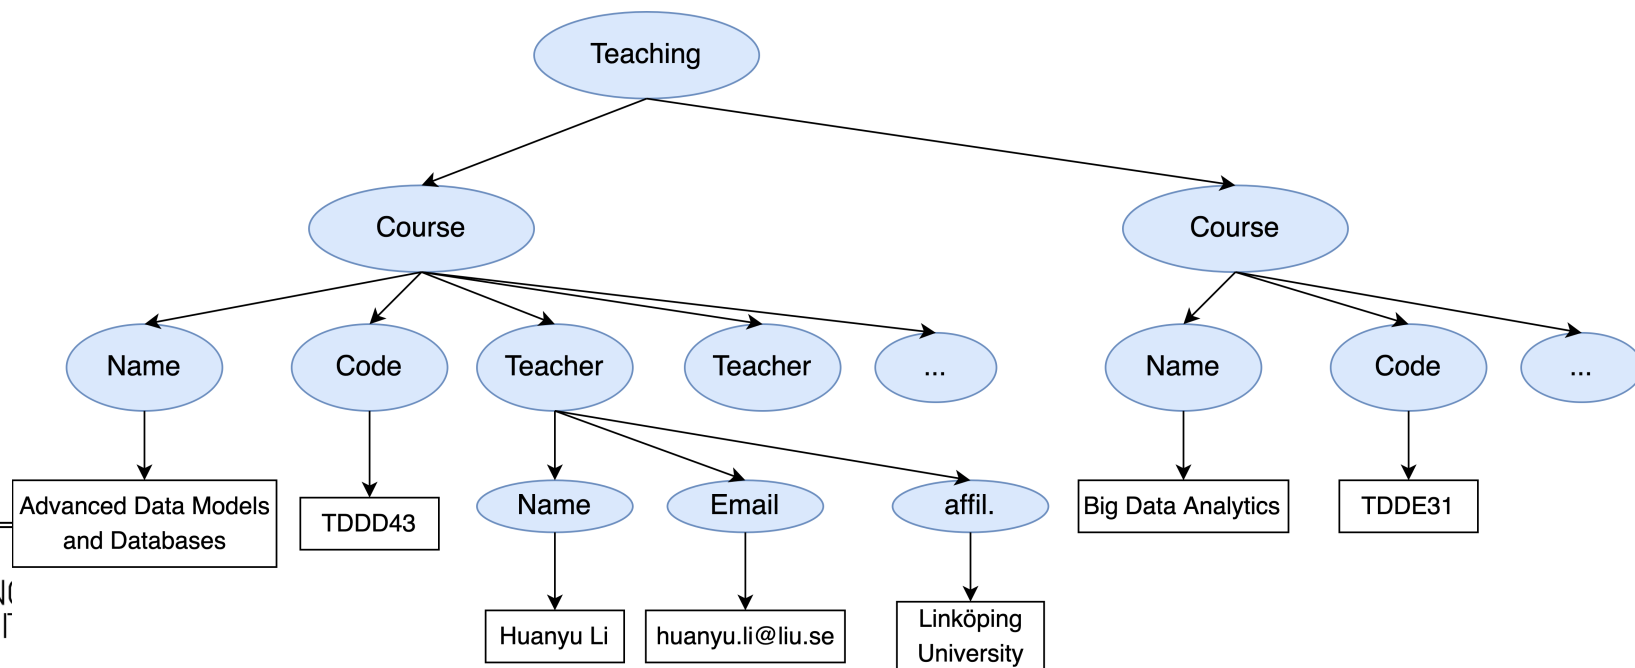 Teaching
Course
Course
Name
Code
Teacher
Teacher
...
Name
Code
...
Advanced Data Models
and Databases
TDDD43
Name
Email
affil.
Big Data Analytics
TDDE31
Huanyu Li
huanyu.li@liu.se
Linköping
University